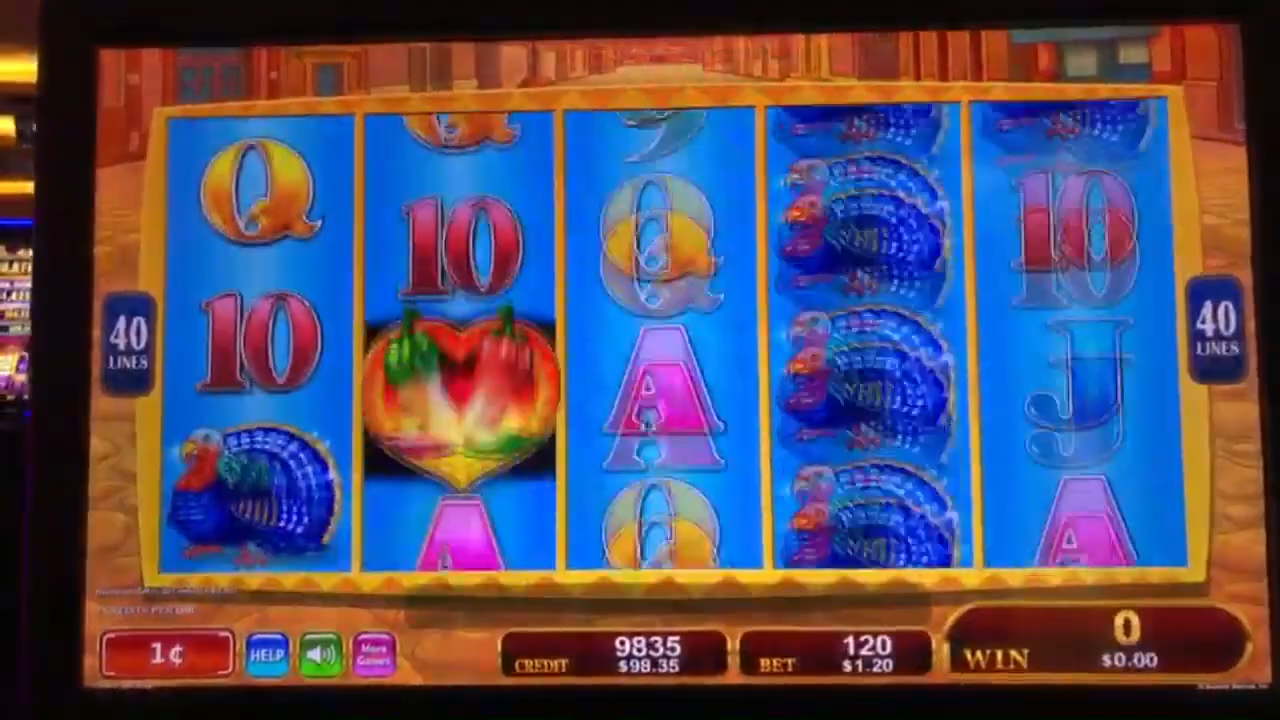 Q
Q
9
10
Q
10
10
A
J
Q
A
A
40
LINES
40
LINES
1¢
HELP
More
Games
CREDIT
9835
$98.35
BET
120
$1.20
WIN
0
$0.00